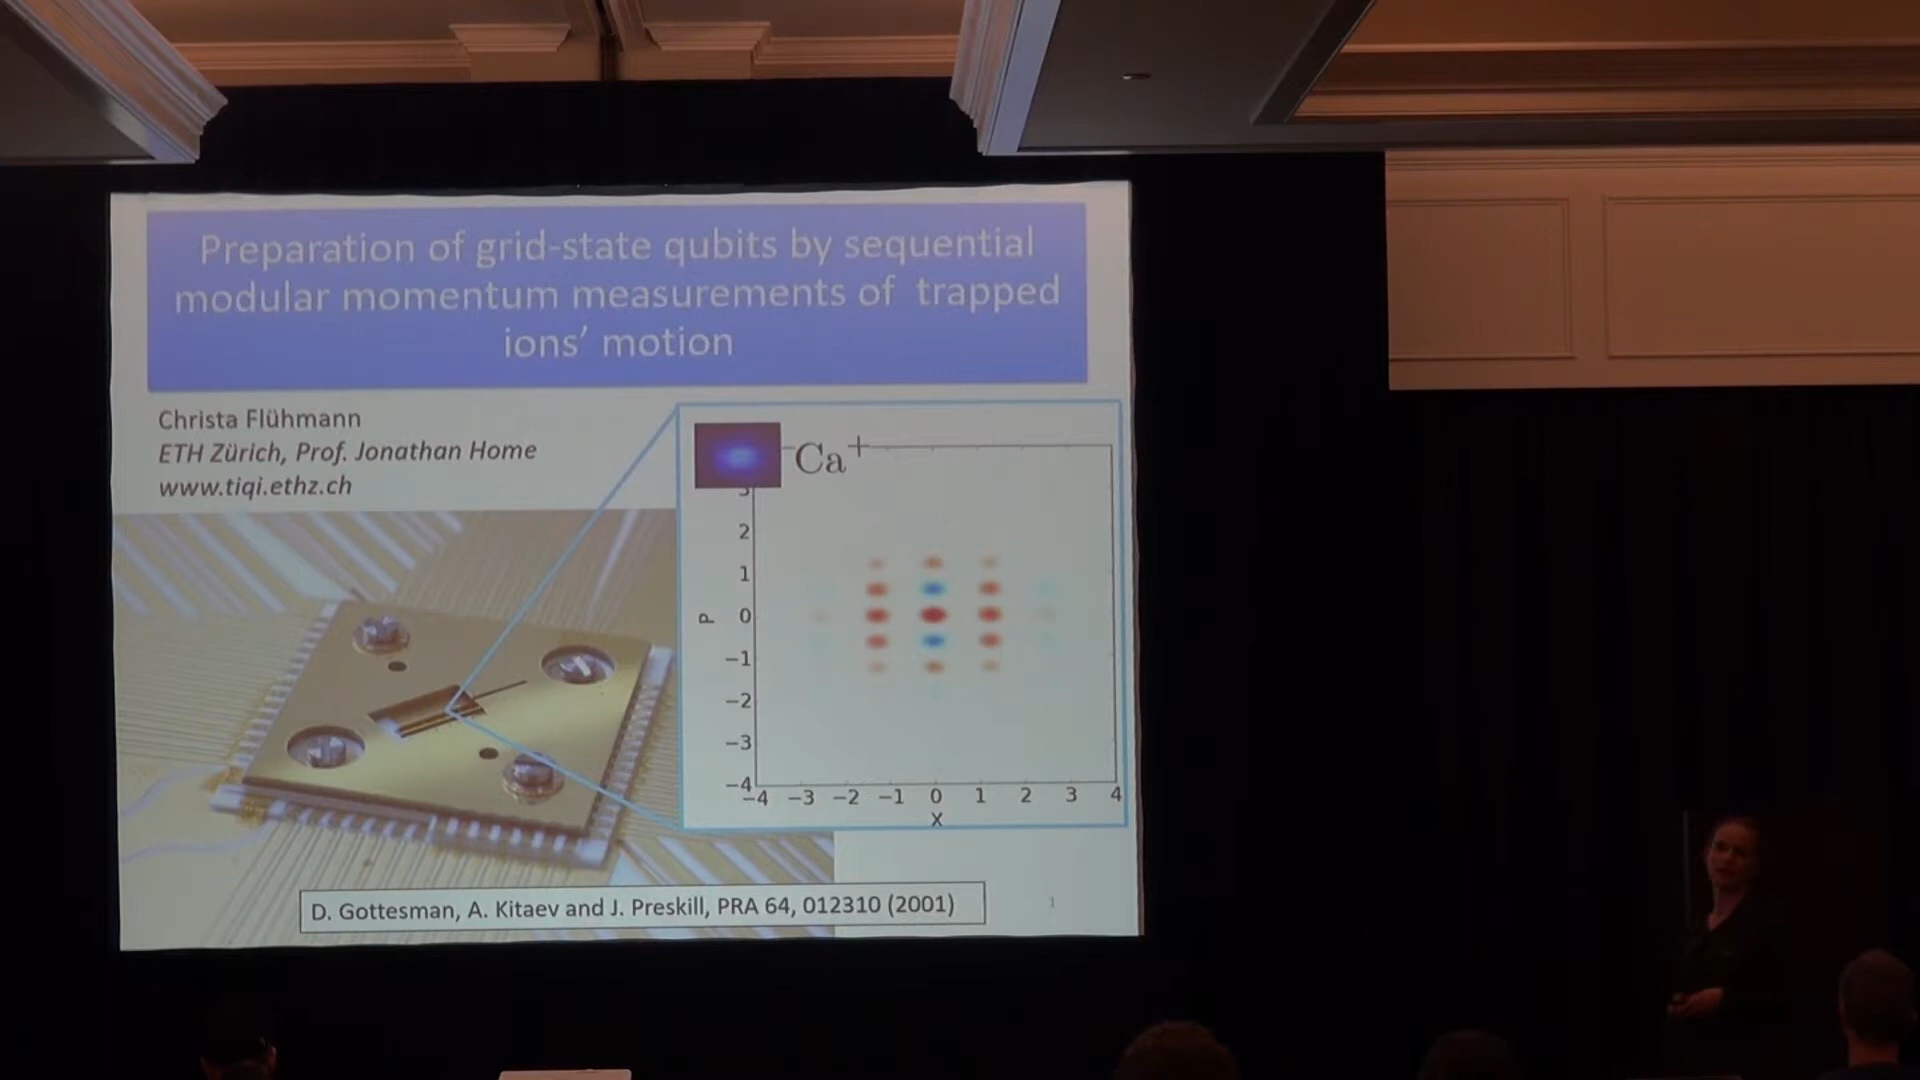 Preparation of grid-state qubits by sequential
modular momentum measurements of trapped
ions’ motion
Christa Flühmann
ETH Zürich, Prof. Jonathan Home
www.tiqi.ethz.ch
Ca+
3
2
1
0
−1
−2
−3
−4
P
−4 −3 −2 −1 0 1 2 3 4
X
D. Gottesman, A. Kitaev and J. Preskill, PRA 64, 012310 (2001)
1